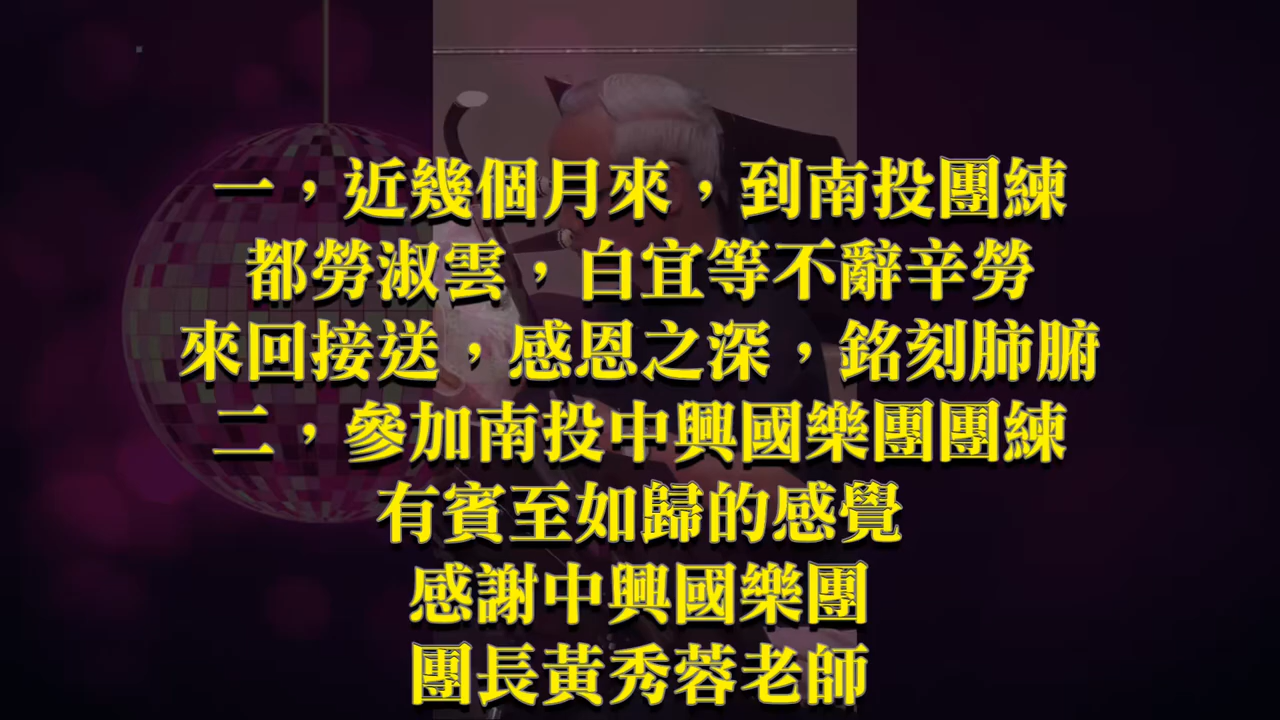 一，近幾個月來，到南投團練
都勞淑雲，白宜等不辭辛勞
來回接送，感恩之深，銘刻肺腑
二，參加南投中興國樂團團練
有賓至如歸的感覺
感謝中興國樂團
團長黃秀蓉老師